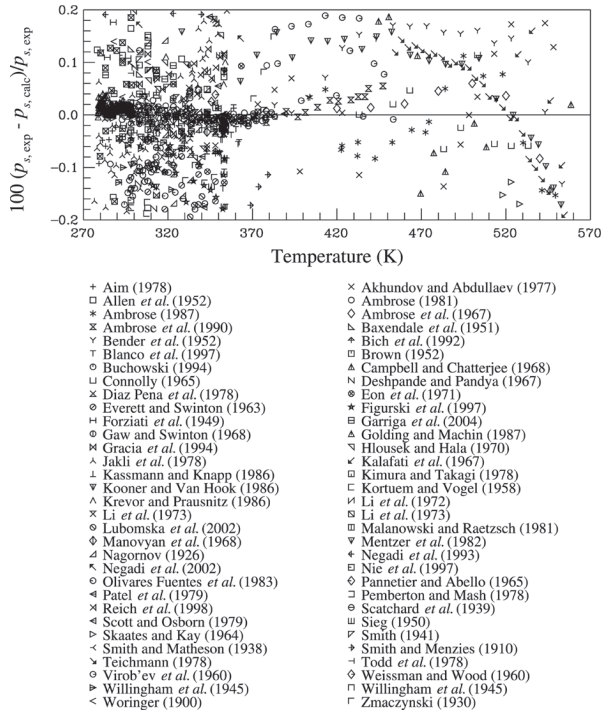 100 (p s, exp - p s, calc)/p s, exp
0.2
0.1
0.0
−0.1
−0.2
270 320 370 420 470 520 570
Temperature (K)
Aim (1978)
Allen et al. (1952)
Ambrose (1987)
Ambrose et al. (1990)
Bender et al. (1952)
Blanco et al. (1997)
Buchowski (1994)
Connolly (1965)
Diaz Pena et al. (1978)
Everett and Swinton (1963)
Forziati et al. (1949)
Gaw and Swinton (1968)
Gracia et al. (1994)
Jakli et al. (1978)
Kassmann and Knapp (1986)
Kooner and Van Hook (1986)
Krevor and Prausnitz (1986)
Li et al. (1973)
Lubomska et al. (2002)
Manovyan et al. (1968)
Nagornov (1926)
Negadi et al. (2002)
Olivares Fuentes et al. (1983)
Patel et al. (1979)
Reich et al. (1998)
Scott and Osborn (1979)
Skaates and Kay (1964)
Smith and Matheson (1938)
Teichmann (1978)
Virob'ev et al. (1960)
Willingham et al. (1945)
Woringer (1900)
Akhundov and Abdullaev (1977)
Ambrose (1981)
Ambrose et al. (1967)
Baxendale et al. (1951)
Bich et al. (1992)
Brown (1952)
Campbell and Chatterjee (1968)
Deshpande and Pandya (1967)
Eon et al. (1971)
Figurski et al. (1997)
Garriga et al. (2004)
Golding and Machin (1987)
Hlousek and Hala (1970)
Kalafati et al. (1967)
Kimura and Takagi (1978)
Kortuem and Vogel (1958)
Li et al. (1972)
Li et al. (1973)
Malanowski and Raetzsch (1981)
Mentzer et al. (1982)
Negadi et al. (1993)
Nie et al. (1997)
Pannetier and Abello (1965)
Pemberton and Mash (1978)
Scatchard et al. (1939)
Sieg (1950)
Smith (1941)
Smith and Menzies (1910)
Todd et al. (1978)
Weissman and Wood (1960)
Willingham et al. (1945)
Zmaczynski (1930)